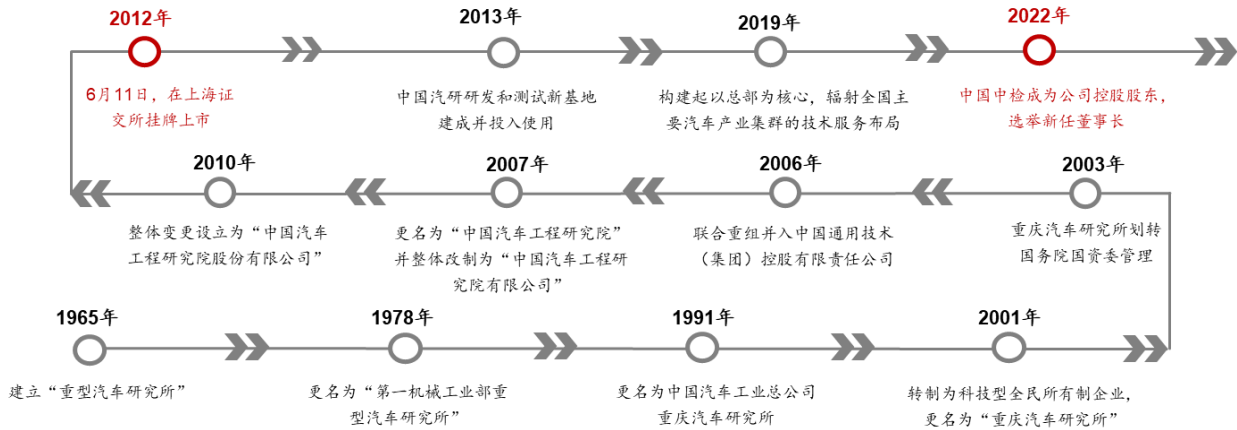 2012年
6月11日，在上海证
交所挂牌上市
2013年
中国汽研研发和测试新基地
建成并投入使用
2019年
构建起以总部为核心，辐射全国主
要汽车产业集群的技术服务布局
2022年
中国中检成为公司控股股东，
选举新任董事长
2010年
整体变更设立为“中国汽车
工程研究院股份有限公司”
2007年
更名为“中国汽车工程研究院”
并整体改制为“中国汽车工程研
究院有限公司”
2006年
联合重组并入中国通用技术
（集团）控股有限责任公司
2003年
重庆汽车研究所划转
国务院国资委管理
1965年
建立“重型汽车研究所”
1978年
更名为“第一机械工业部重
型汽车研究所”
1991年
更名为中国汽车工业总公司
重庆汽车研究所
2001年
转制为科技型全民所有制企业，
更名为“重庆汽车研究所”